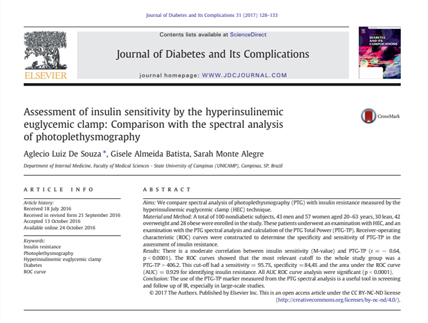 Journal of Diabetes and Its Complications 31 (2017) 128–133
Contents lists available at ScienceDirect
Journal of Diabetes and Its Complications
journal homepage: WWW.JDCJOURNAL.COM
ELSEVIER
Assessment of insulin sensitivity by the hyperinsulinemic
euglycemic clamp: Comparison with the spectral analysis
of photoplethysmography
CrossMark
Aglecio Luiz De Souza *, Gisele Almeida Batista, Sarah Monte Alegre
Department of Internal Medicine, Faculty of Medical Sciences - State University of Campinas (UNICAMP), Campinas, SP, Brazil
ARTICLE INFO
Article history:
Received 18 July 2016
Received in revised form 21 September 2016
Accepted 13 October 2016
Available online 24 October 2016
Keywords:
Insulin resistance
Photoplethysmography
Hyperinsulinemic euglycemic clamp
Diabetes
ROC curve
ABSTRACT
Aims: We compare spectral analysis of photoplethysmography (PTG) with insulin resistance measured by the
hyperinsulinemic euglycemic clamp (HEC) technique.
Material and Method: A total of 100 nondiabetic subjects, 43 men and 57 women aged 20–63 years, 30 lean, 42
overweight and 28 obese were enrolled in the study. These patients underwent an examination with HEC, and an
examination with the PTG spectral analysis and calculation of the PTG Total Power (PTG-TP). Receiver-operating
characteristic (ROC) curves were constructed to determine the specificity and sensitivity of PTG-TP in the
assessment of insulin resistance.
Results: There is a moderate correlation between insulin sensitivity (M-value) and PTG-TP (r = − 0.64,
p < 0.0001). The ROC curves showed that the most relevant cutoff to the whole study group was a
PTG-TP > 406.2. This cut-off had a sensitivity = 95.7%, specificity = 84.4% and the area under the ROC curve
(AUC) = 0.929 for identifying insulin resistance. All AUC ROC curve analysis were significant (p < 0.0001).
Conclusion: The use of the PTG-TP marker measured from the PTG spectral analysis is a useful tool in screening
and follow up of IR, especially in large-scale studies.
© 2017 The Authors. Published by Elsevier Inc. This is an open access article under the CC BY-NC-ND license
(http://creativecommons.org/licenses/by-nc-nd/4.0/).